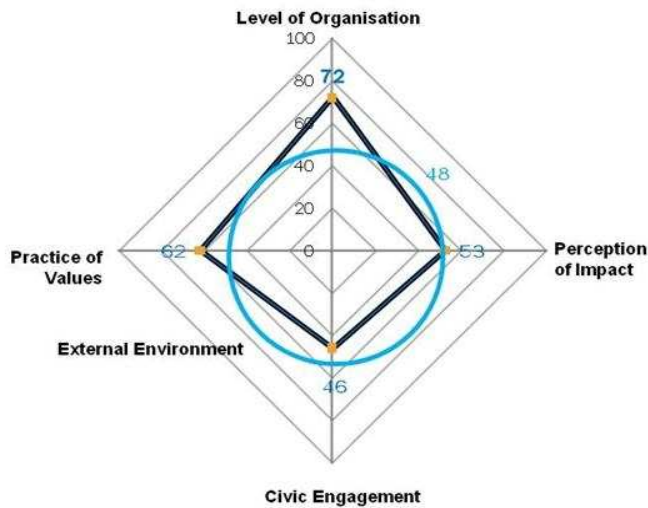 Level of Organisation
100
80
72
60
40
48
20
Practice of
Values
62
0
53
Perception
of Impact
External Environment
46
Civic Engagement